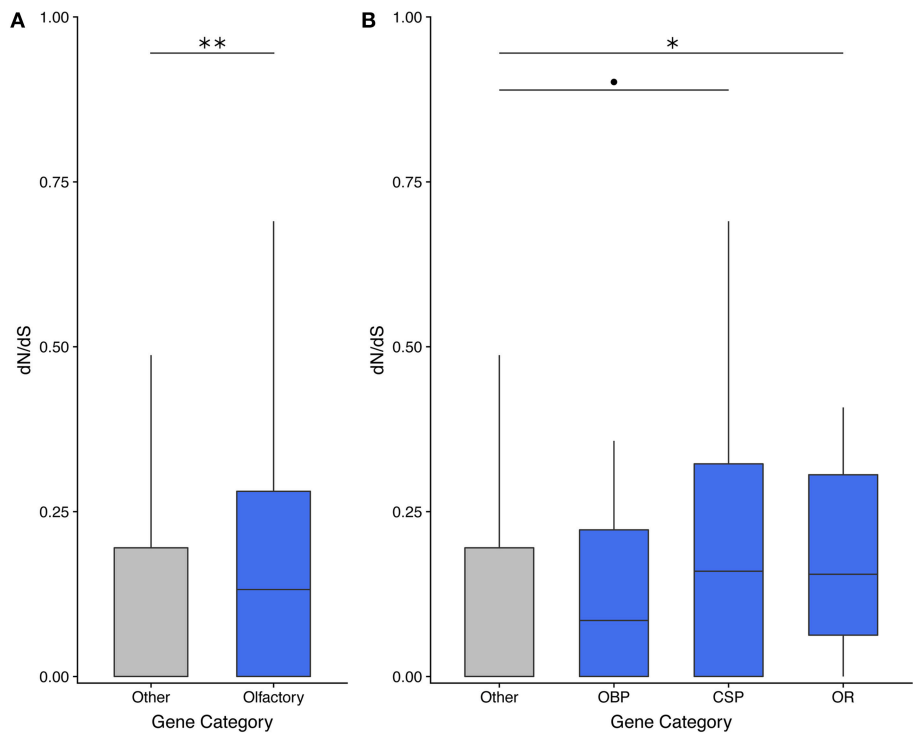 A
1.00
0.75
0.50
0.25
0.00
dN/dS
**
Other Olfactory
Gene Category
B
1.00
0.75
0.50
0.25
0.00
dN/dS
*
•
Other OBP CSP OR
Gene Category